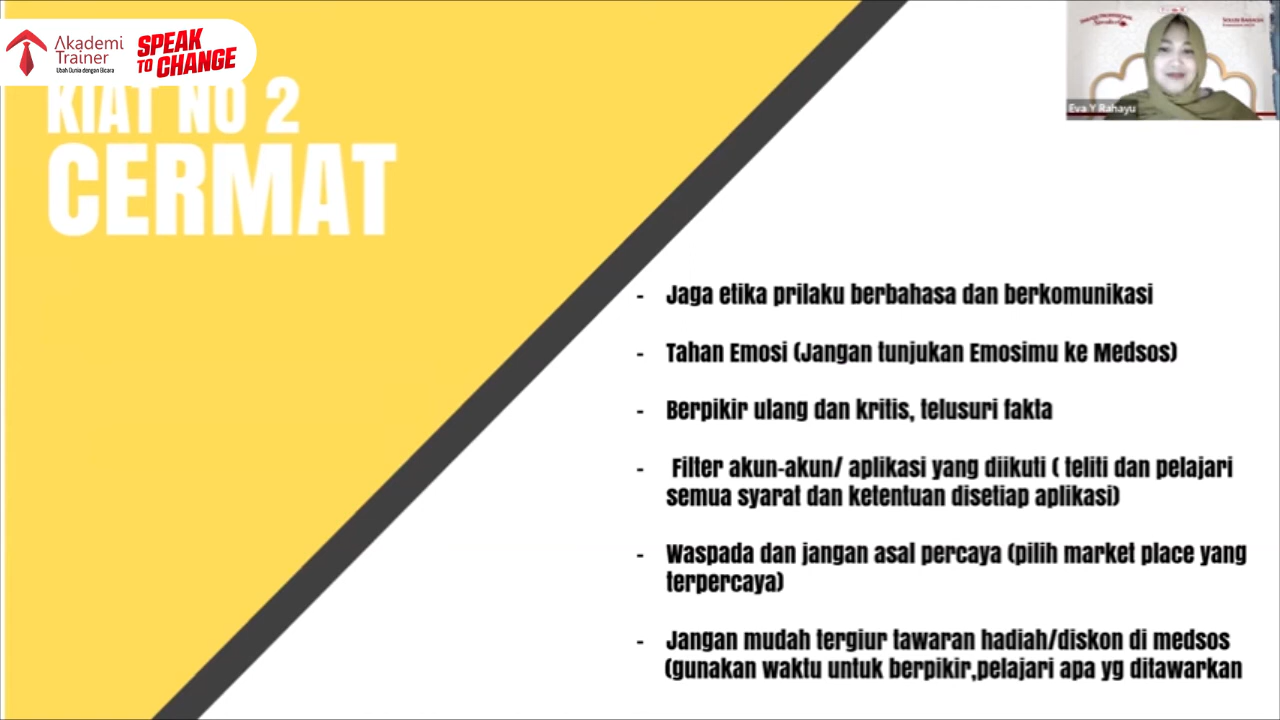 Akademi
Trainer
Ubah Dunia dengan Bicara
SPEAK
TO CHANGE
KIAT NO 2
CERMAT
Eva Y Rahayu
- Jaga etika prilaku berbahasa dan berkomunikasi
- Tahan Emosi (Jangan tunjukan Emosimu ke Medsos)
- Berpikir ulang dan kritis, telusuri fakta
- Filter akun-akun/ aplikasi yang diikuti ( teliti dan pelajari
semua syarat dan ketentuan disetiap aplikasi)
- Waspada dan jangan asal percaya (pilih market place yang
terpercaya)
- Jangan mudah tergiur tawaran hadiah/diskon di medsos
(gunakan waktu untuk berpikir,pelajari apa yg ditawarkan